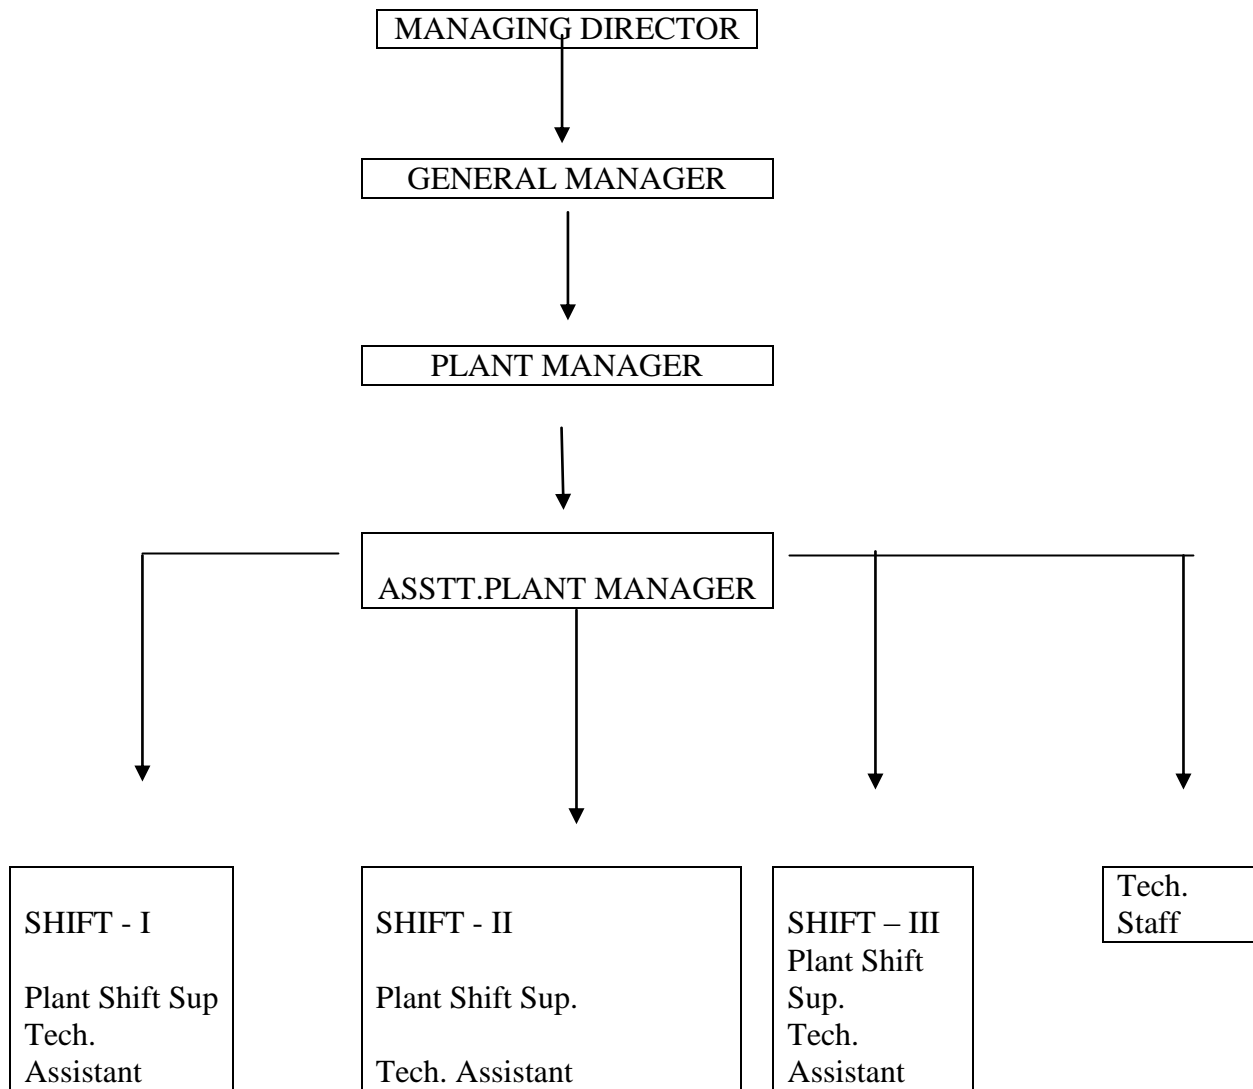 MANAGING DIRECTOR
GENERAL MANAGER
PLANT MANAGER
ASSTT.PLANT MANAGER
SHIFT - I
Plant Shift Sup
Tech.
Assistant
SHIFT - II
Plant Shift Sup.
Tech. Assistant
SHIFT – III
Plant Shift
Sup.
Tech.
Assistant
Tech.
Staff